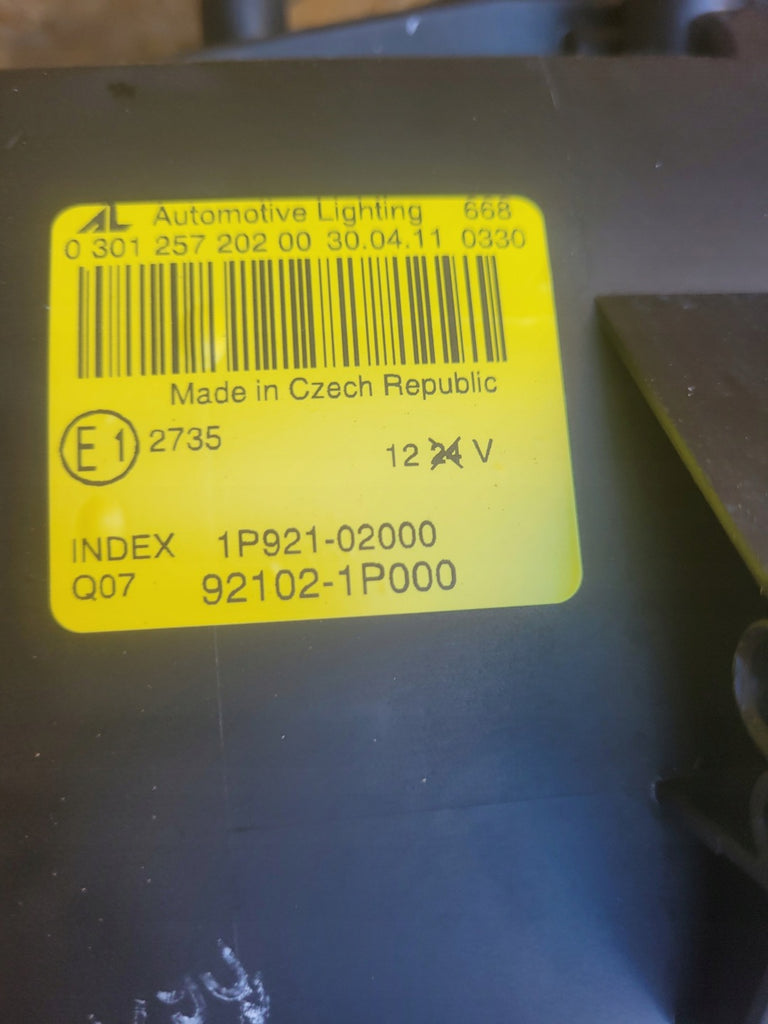 AL Automotive Lighting 668
0 301 257 202 00 30.04.11 0330
Made in Czech Republic
E1 2735
12 24 V
INDEX 1P921-02000
Q07 92102-1P000